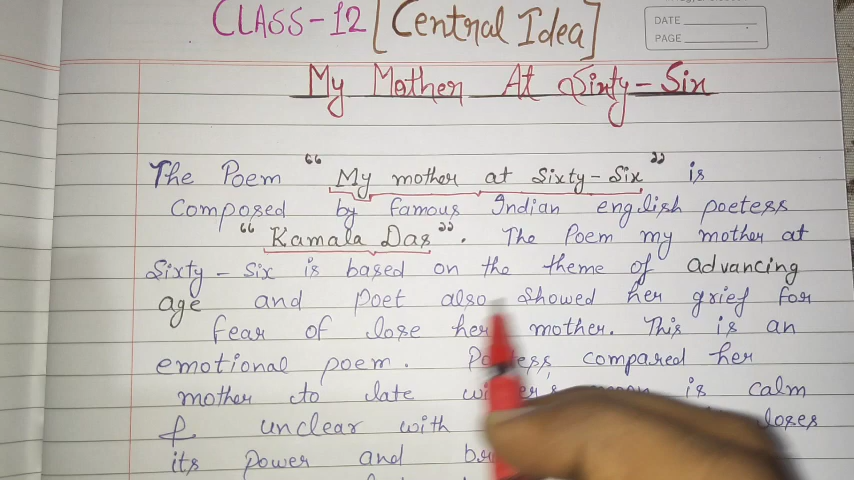 CLASS-12 [Central Idea]
DATE
PAGE
My Mother At Sixty-Six
The Poem "My mother at Sixty-Six" is
Composed by famous Indian english poetess
"Kamala Das". The Poem my mother at
Sixty-Six is based on the theme of advancing
age and poet also showed her grief for
fear of lose her mother. This is an
emotional poem. compared her
mother to late is calm
& unclear with loses
its power and